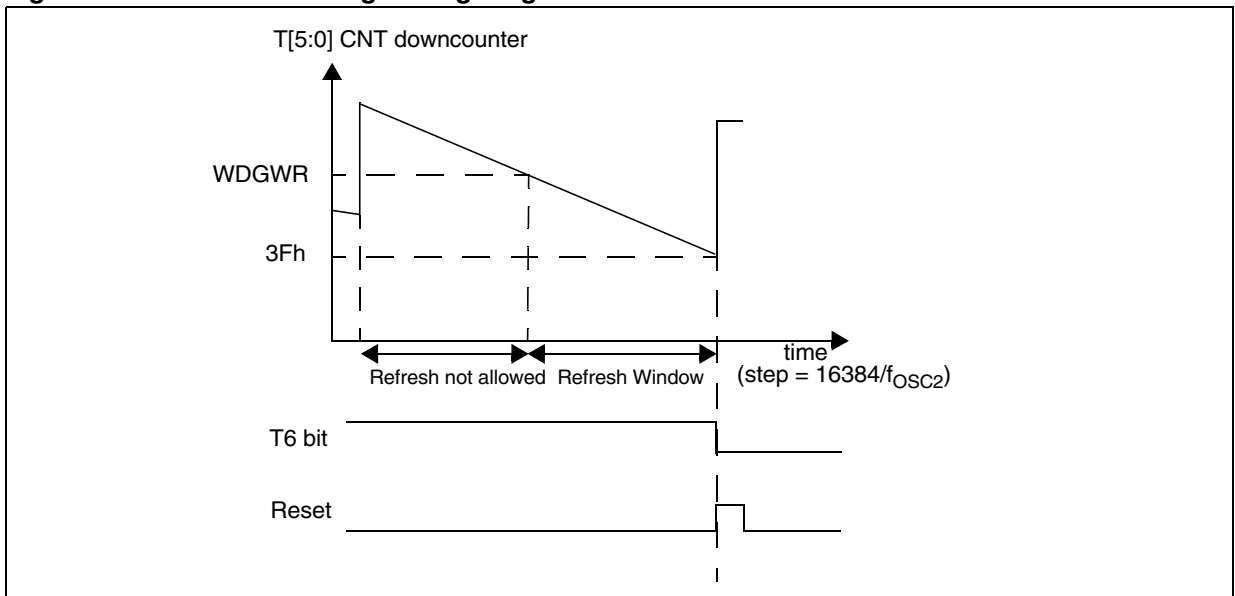 T[5:0] CNT downcounter
WDGWR
3Fh
time
Refresh not allowed Refresh Window (step = 16384/fOSC2)
T6 bit
Reset